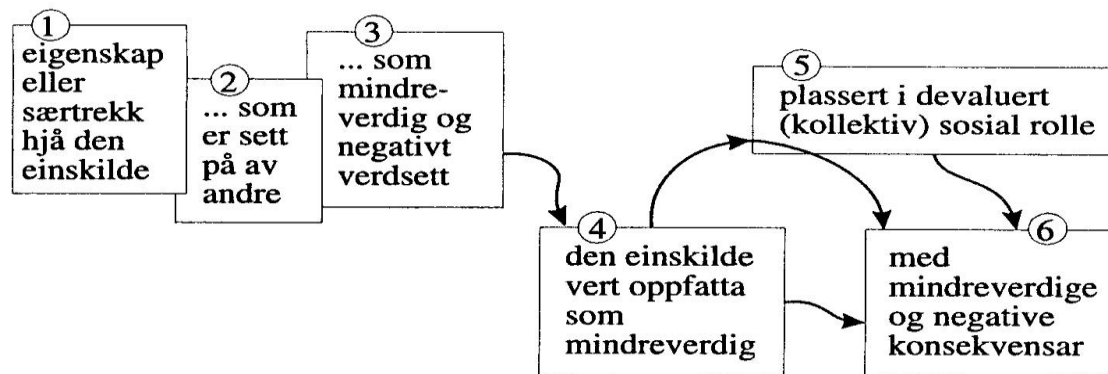 1
eigenskap
eller
særtrekk
hjå den
einskilde
2
... som
er sett
på av
andre
3
... som
mindre-
verdig og
negativt
verdsett
4
den einskilde
vert oppfatta
som
mindreverdig
5
plassert i devaluert
(kollektiv) sosial rolle
6
med
mindreverdige
og negative
konsekvensar